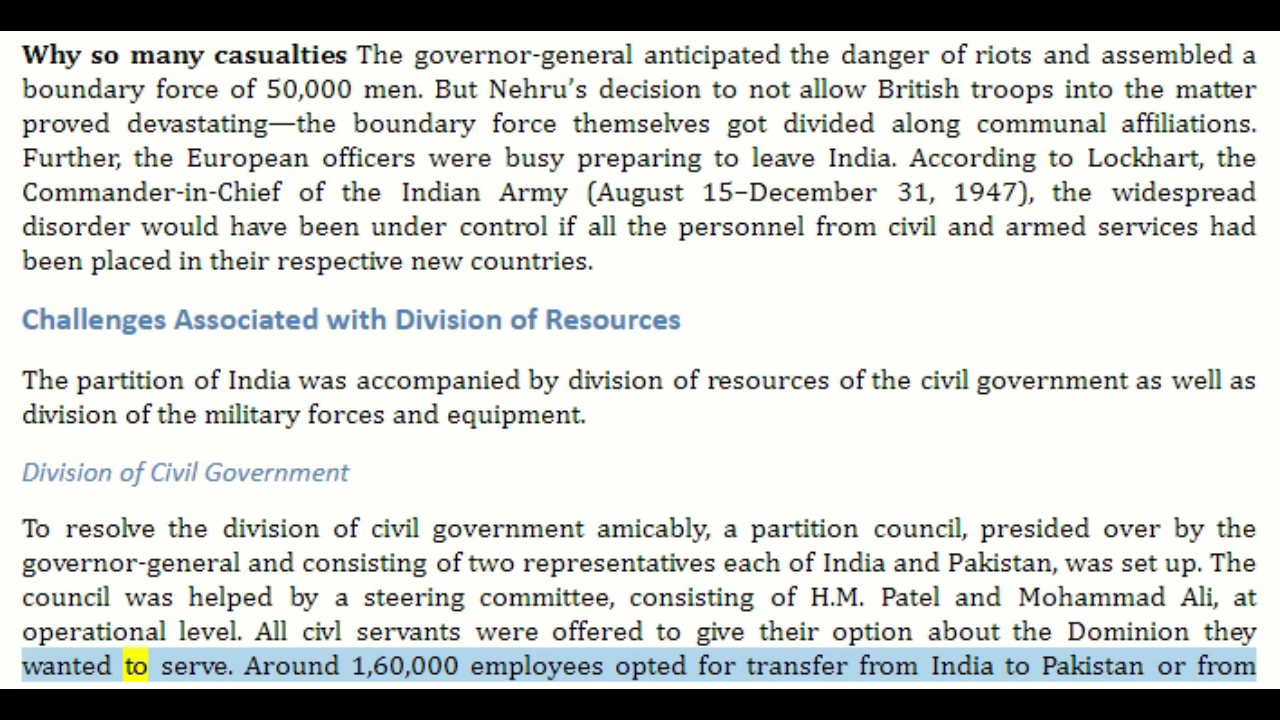 Why so many casualties The governor-general anticipated the danger of riots and assembled a
boundary force of 50,000 men. But Nehru’s decision to not allow British troops into the matter
proved devastating—the boundary force themselves got divided along communal affiliations.
Further, the European officers were busy preparing to leave India. According to Lockhart, the
Commander-in-Chief of the Indian Army (August 15–December 31, 1947), the widespread
disorder would have been under control if all the personnel from civil and armed services had
been placed in their respective new countries.
Challenges Associated with Division of Resources
The partition of India was accompanied by division of resources of the civil government as well as
division of the military forces and equipment.
Division of Civil Government
To resolve the division of civil government amicably, a partition council, presided over by the
governor-general and consisting of two representatives each of India and Pakistan, was set up. The
council was helped by a steering committee, consisting of H.M. Patel and Mohammad Ali, at
operational level. All civl servants were offered to give their option about the Dominion they
wanted to serve. Around 1,60,000 employees opted for transfer from India to Pakistan or from